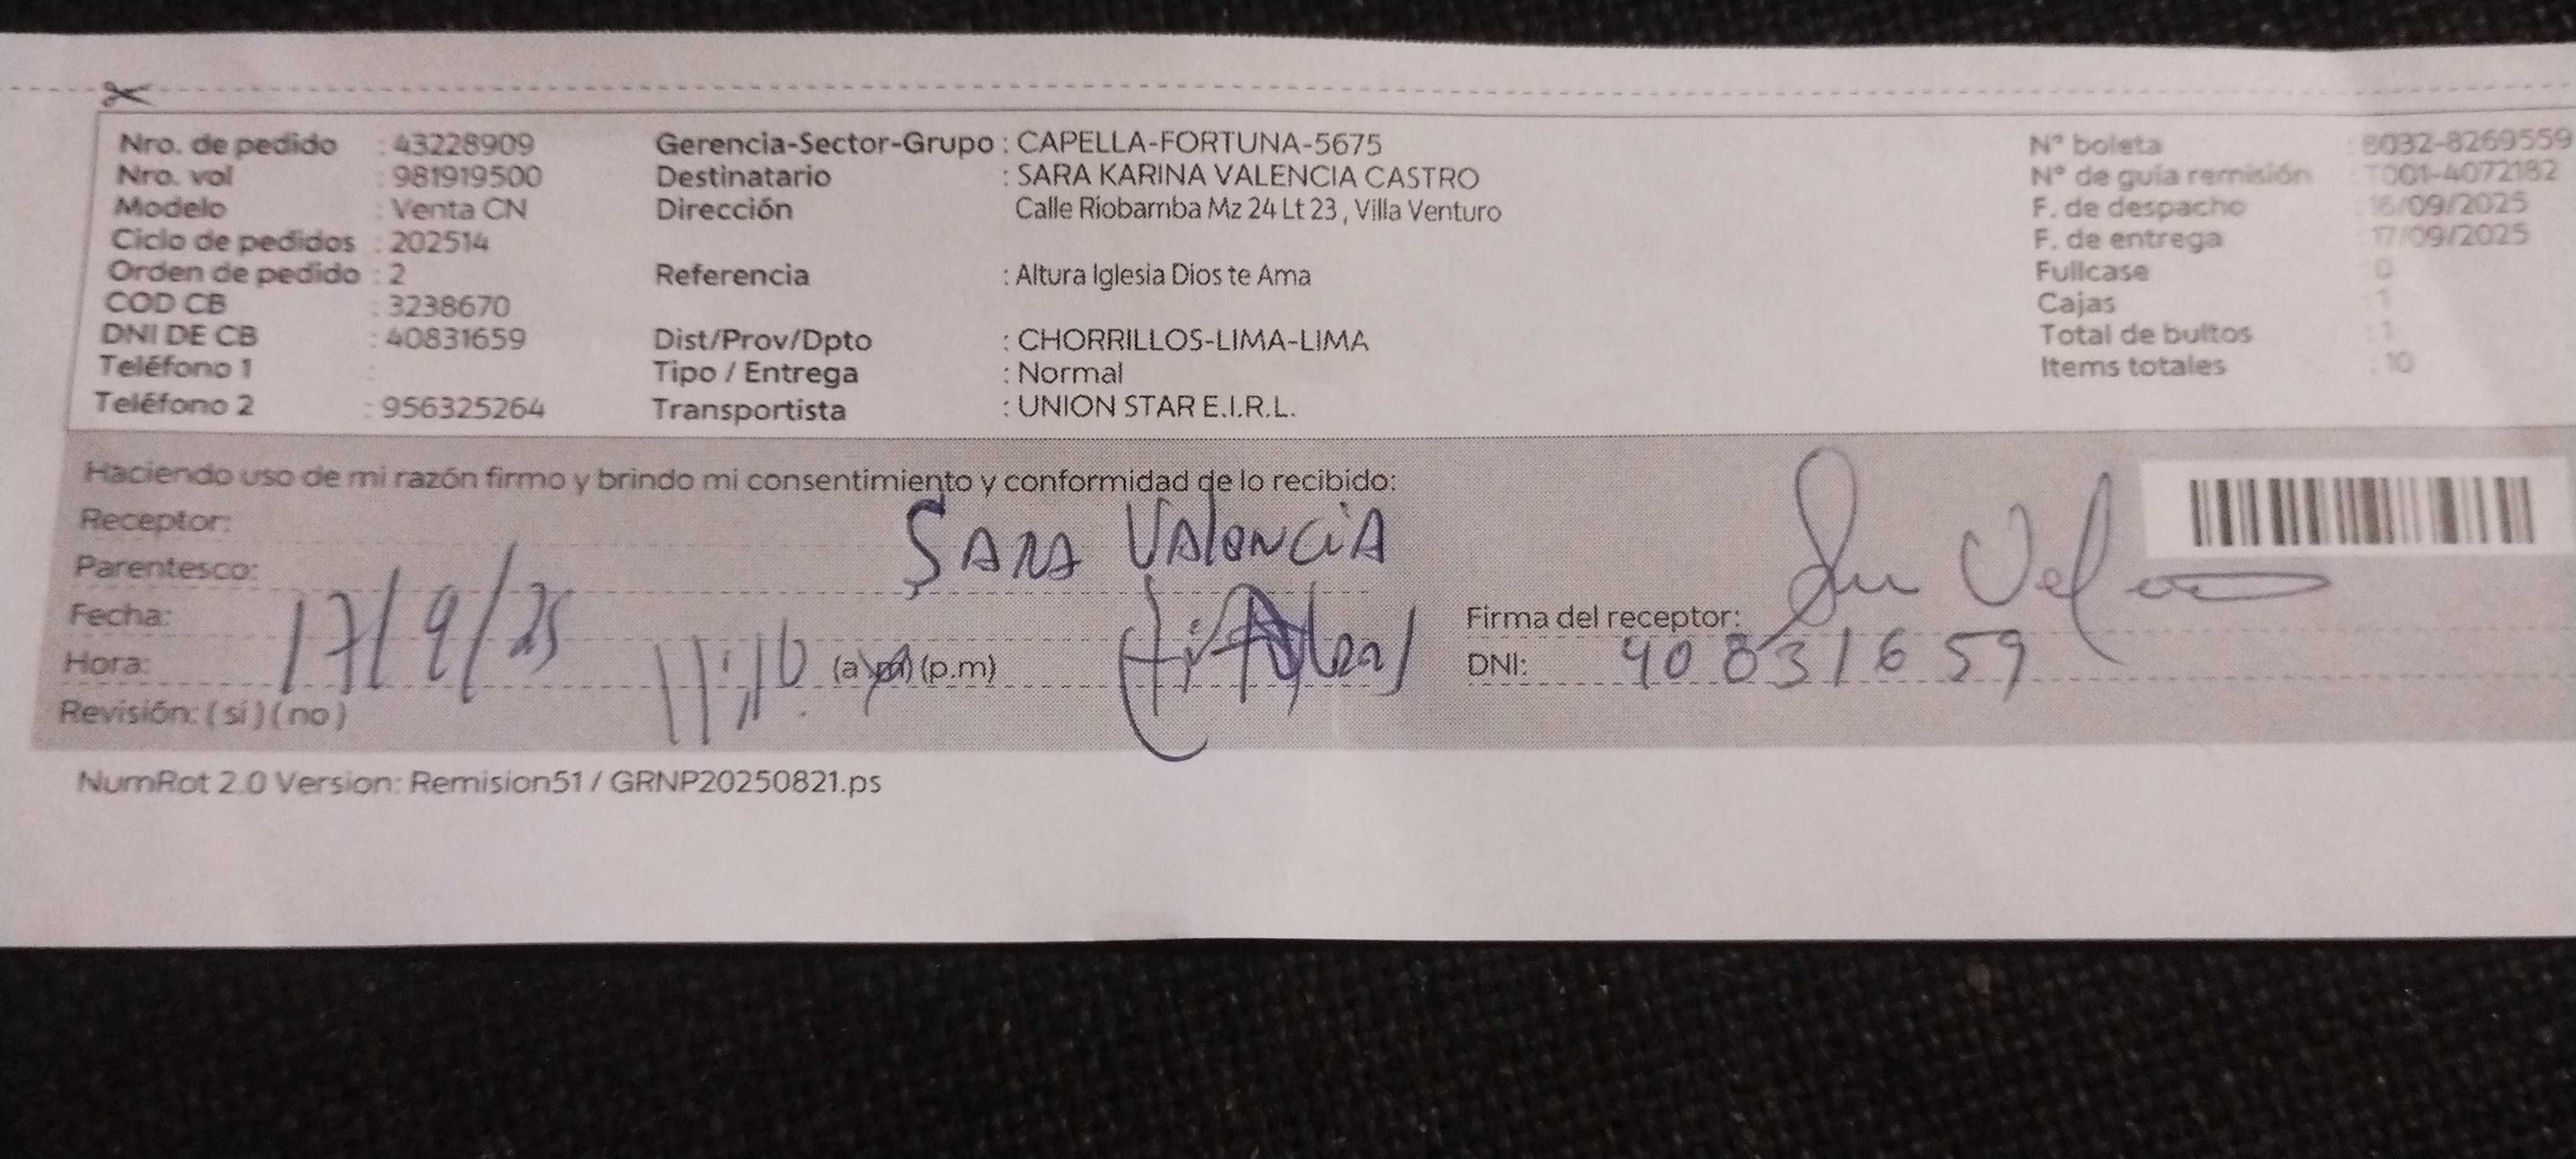 Nro. de pedido : 43228909 Gerencia-Sector-Grupo : CAPELLA-FORTUNA-5675 N° boleta : B032-8269559
Nro. vol : 981919500 Destinatario : SARA KARINA VALENCIA CASTRO N° de guía remisión : T001-4072182
Modelo : Venta CN Dirección Calle Riobamba Mz 24 Lt 23 , Villa Venturo F. de despacho : 16/09/2025
Ciclo de pedidos : 202514 F. de entrega : 17/09/2025
Orden de pedido : 2 Referencia : Altura Iglesia Dios te Ama Fullcase : 0
COD CB : 3238670 Cajas : 1
DNI DE CB : 40831659 Dist/Prov/Dpto : CHORRILLOS-LIMA-LIMA Total de bultos : 1
Teléfono 1 : Tipo / Entrega : Normal Items totales : 10
Teléfono 2 : 956325264 Transportista : UNION STAR E.I.R.L.
Haciendo uso de mi razón firmo y brindo mi consentimiento y conformidad de lo recibido:
Receptor: SARA VALENCIA
Parentesco:
Fecha: 17/9/25 Firma del receptor:
Hora: (a.m) (p.m) DNI: 40831659
Revisión: ( si ) ( no )
NumRot 2.0 Version: Remision51 / GRNP20250821.ps